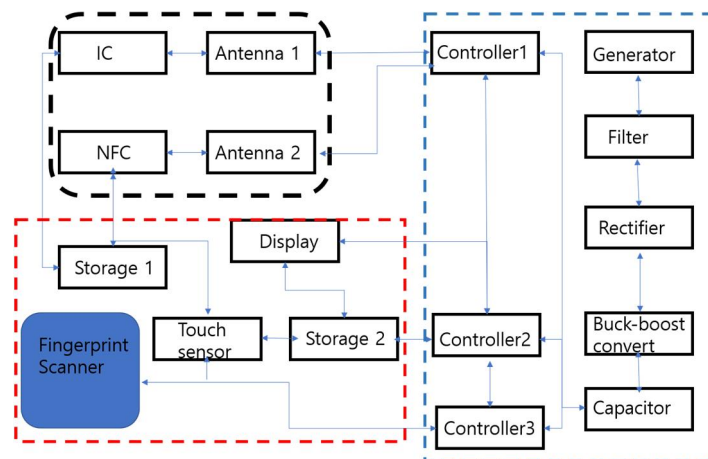 IC
Antenna 1
Controller1
Generator
NFC
Antenna 2
Filter
Display
Rectifier
Storage 1
Fingerprint
Scanner
Touch
sensor
Storage 2
Controller2
Buck-boost
convert
Controller3
Capacitor